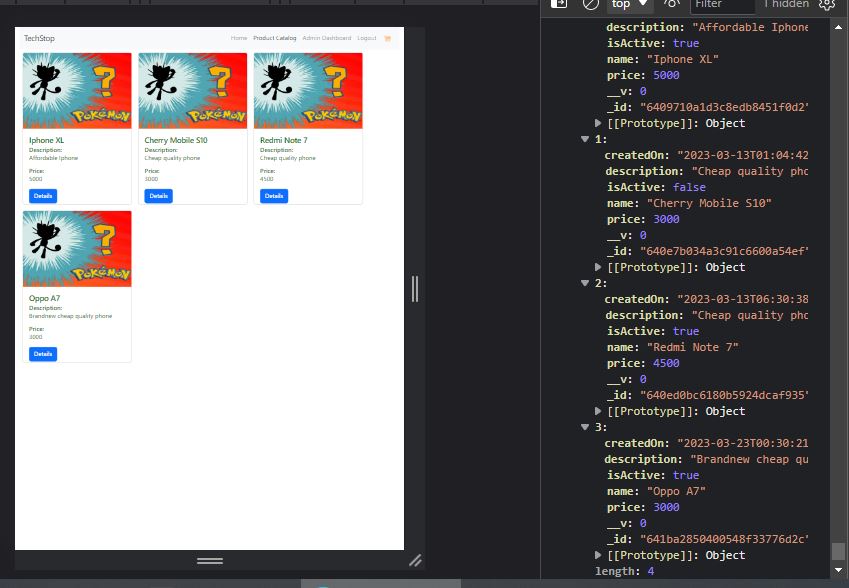 top
Filter
1 hidden
TechStop
Home Product Catalog Admin Dashboard Logout
?
POKéMON
?
POKéMON
?
POKéMON
Iphone XL
Description:
Affordable Iphone
Price:
5000
Details
Cherry Mobile S10
Description:
Cheap quality phone
Price:
3000
Details
Redmi Note 7
Description:
Cheap quality phone
Price:
4500
Details
?
POKéMON
Oppo A7
Description:
Brandnew cheap quality phone
Price:
3000
Details
description: "Affordable Iphone
isActive: true
name: "Iphone XL"
price: 5000
__v: 0
_id: "6409710a1d3c8edb8451f0d2"
[[Prototype]]: Object
1:
createdOn: "2023-03-13T01:04:42
description: "Cheap quality pho
isActive: false
name: "Cherry Mobile S10"
price: 3000
__v: 0
_id: "640e7b034a3c91c6600a54ef"
[[Prototype]]: Object
2:
createdOn: "2023-03-13T06:30:38
description: "Cheap quality pho
isActive: true
name: "Redmi Note 7"
price: 4500
__v: 0
_id: "640ed0bc6180b5924dcaf935"
[[Prototype]]: Object
3:
createdOn: "2023-03-23T00:30:21
description: "Brandnew cheap qu
isActive: true
name: "Oppo A7"
price: 3000
__v: 0
_id: "641ba2850400548f33776d2c"
[[Prototype]]: Object
length: 4